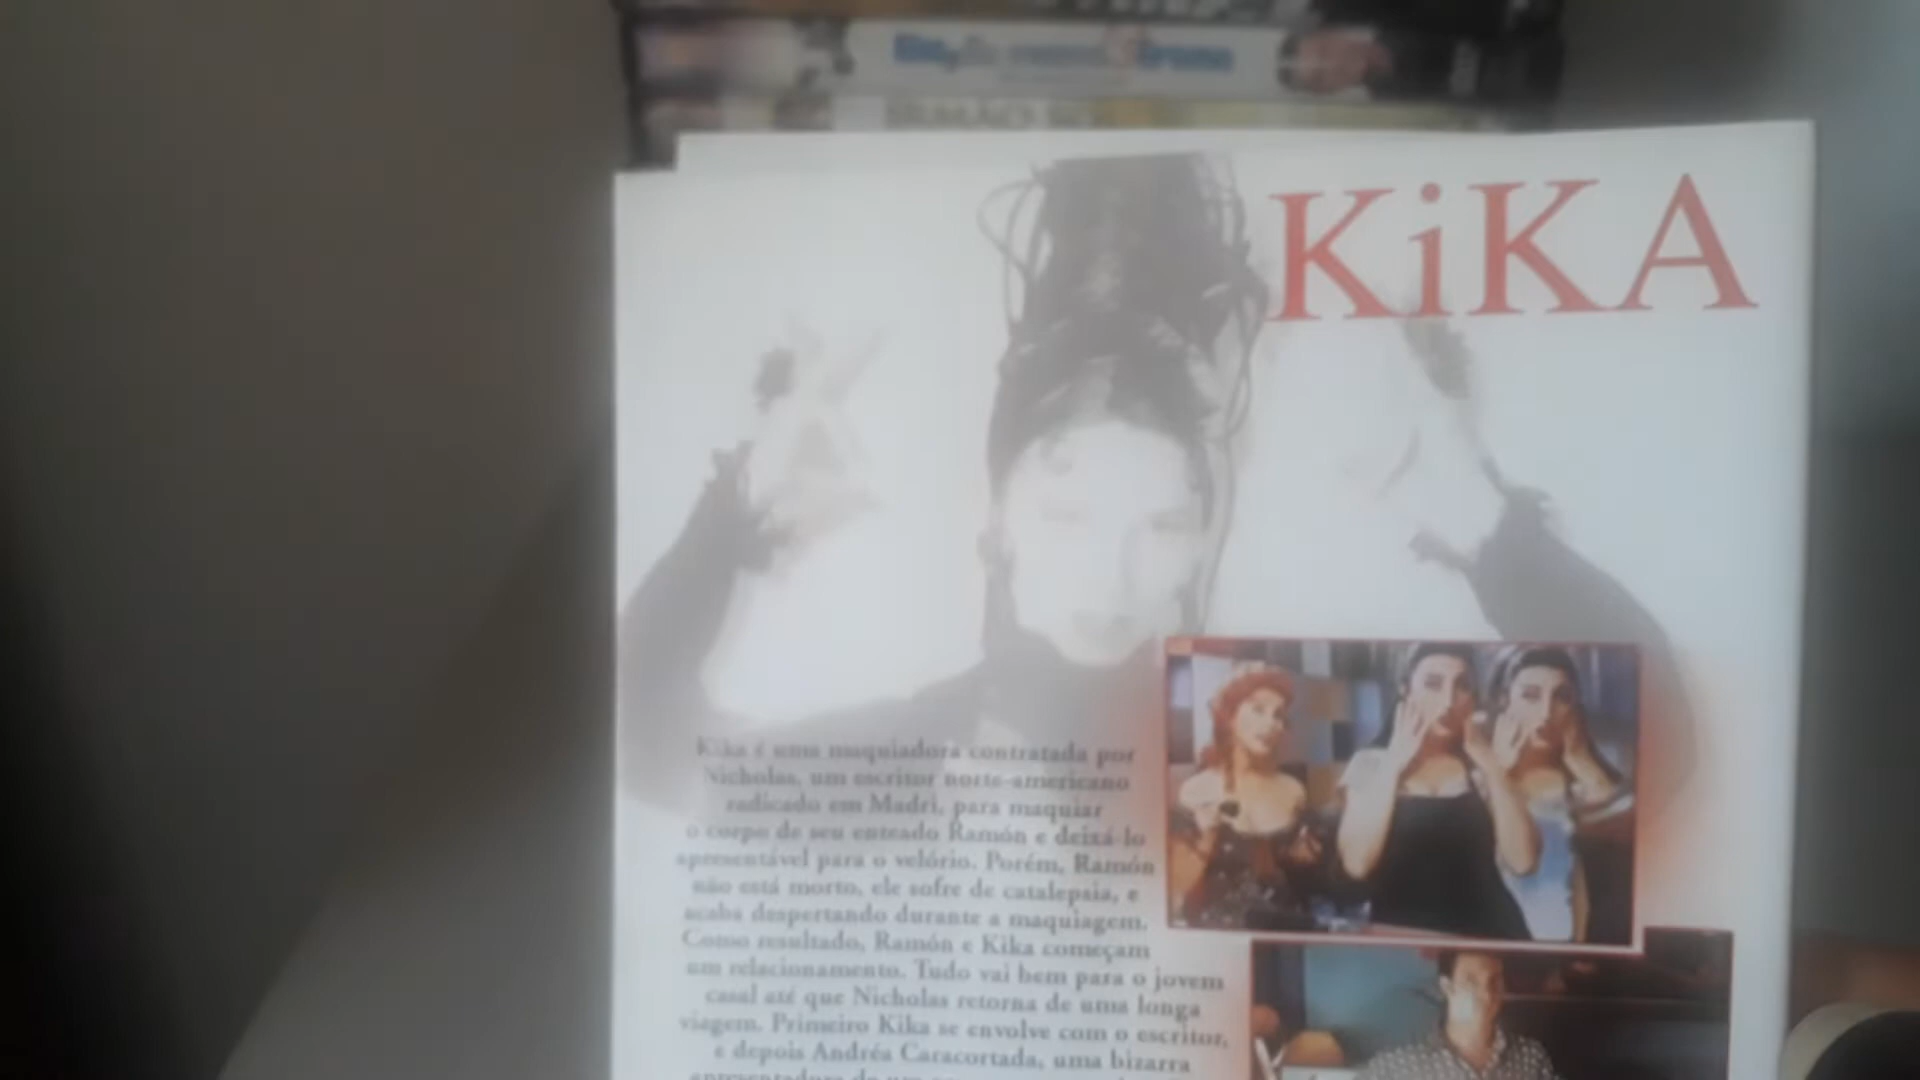 KiKA
Kika é uma maquiadora contratada por
Nicholas, um escritor norte-americano
radicado em Madri, para maquiar
o corpo de seu enteado Ramón e deixá-lo
apresentável para o velório. Porém, Ramón
não está morto, ele sofre de catalepsia, e
acaba despertando durante a maquiagem.
Como resultado, Ramón e Kika começam
um relacionamento. Tudo vai bem para o jovem
casal até que Nicholas retorna de uma longa
viagem. Primeiro Kika se envolve com o escritor,
e depois Andréa Caracortada, uma bizarra
apresentadora de um